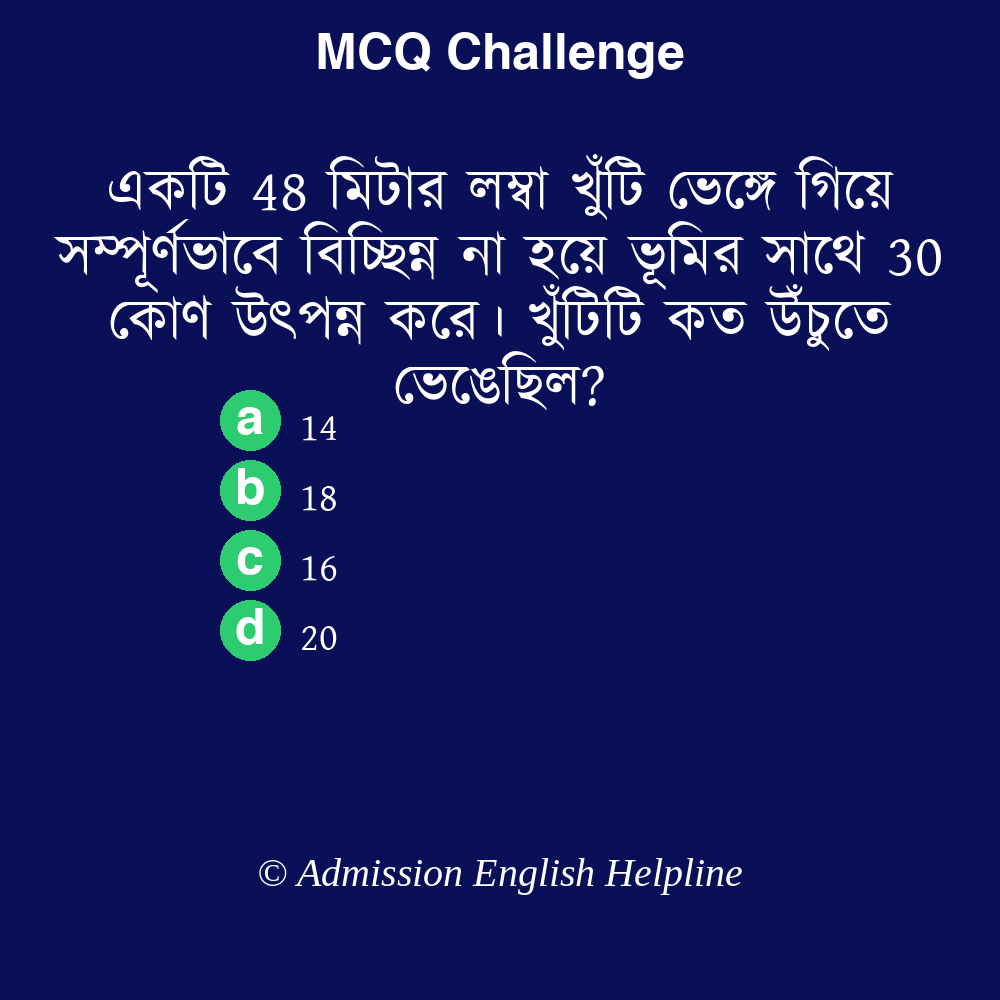 MCQ Challenge
একটি 48 মিটার লম্বা খুঁটি ভেঙ্গে গিয়ে
সম্পূর্ণভাবে বিচ্ছিন্ন না হয়ে ভূমির সাথে 30
কোণ উৎপন্ন করে। খুঁটিটি কত উঁচুতে
ভেঙেছিল?
a 14
b 18
c 16
d 20
© Admission English Helpline